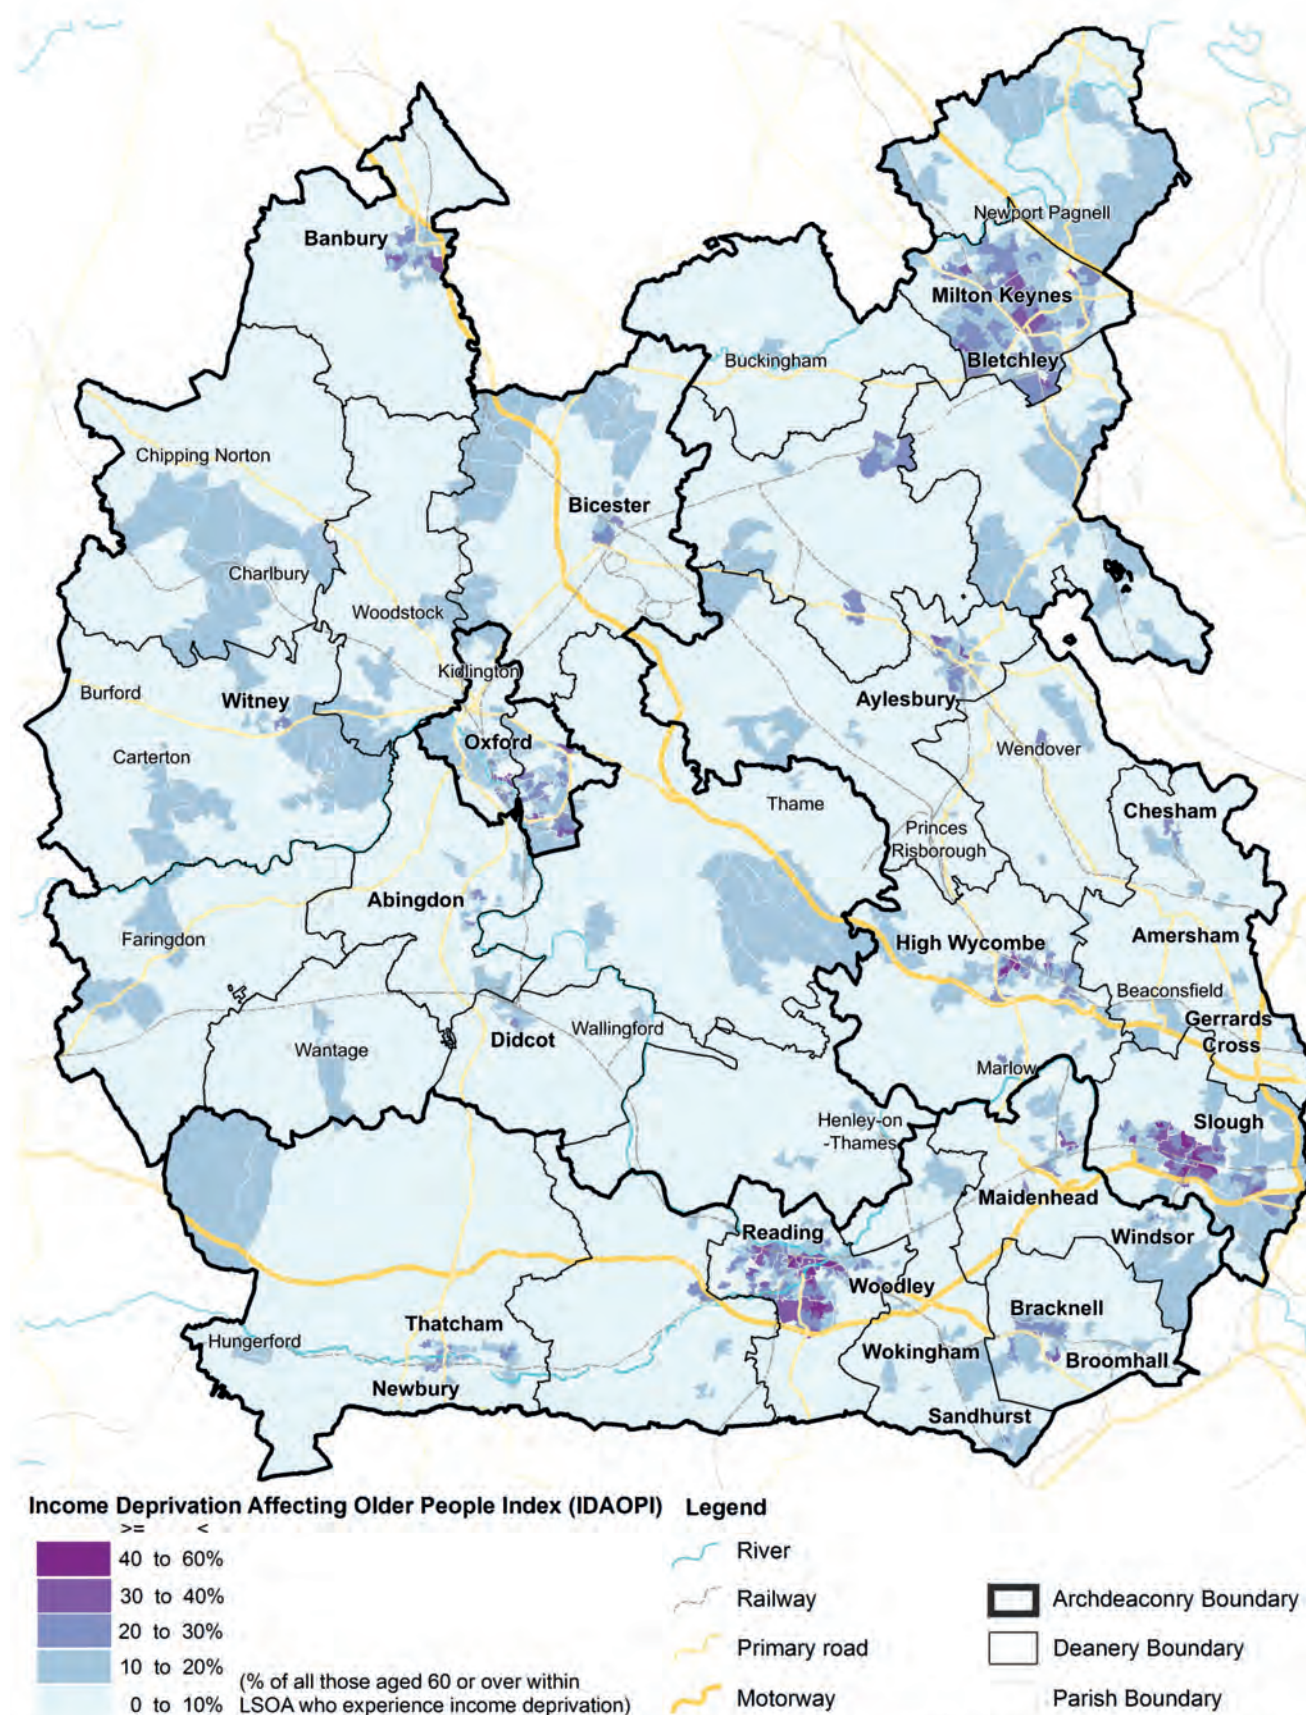 Newport Pagnell
Banbury
Milton Keynes
Buckingham
Bletchley
Chipping Norton
Bicester
Charlbury
Woodstock
Kidlington
Burford
Witney
Aylesbury
Oxford
Wendover
Carterton
Thame
Chesham
Princes
Risborough
Abingdon
Faringdon
High Wycombe
Amersham
Beaconsfield
Gerrards
Cross
Wallingford
Didcot
Wantage
Marlow
Henley-on
-Thames
Slough
Maidenhead
Reading
Windsor
Woodley
Bracknell
Thatcham
Hungerford
Wokingham
Broomhall
Newbury
Sandhurst
Income Deprivation Affecting Older People Index (IDAOPI)
>= <
40 to 60%
30 to 40%
20 to 30%
10 to 20%
0 to 10%
(% of all those aged 60 or over within
LSOA who experience income deprivation)
Legend
River
Railway
Primary road
Motorway
Archdeaconry Boundary
Deanery Boundary
Parish Boundary